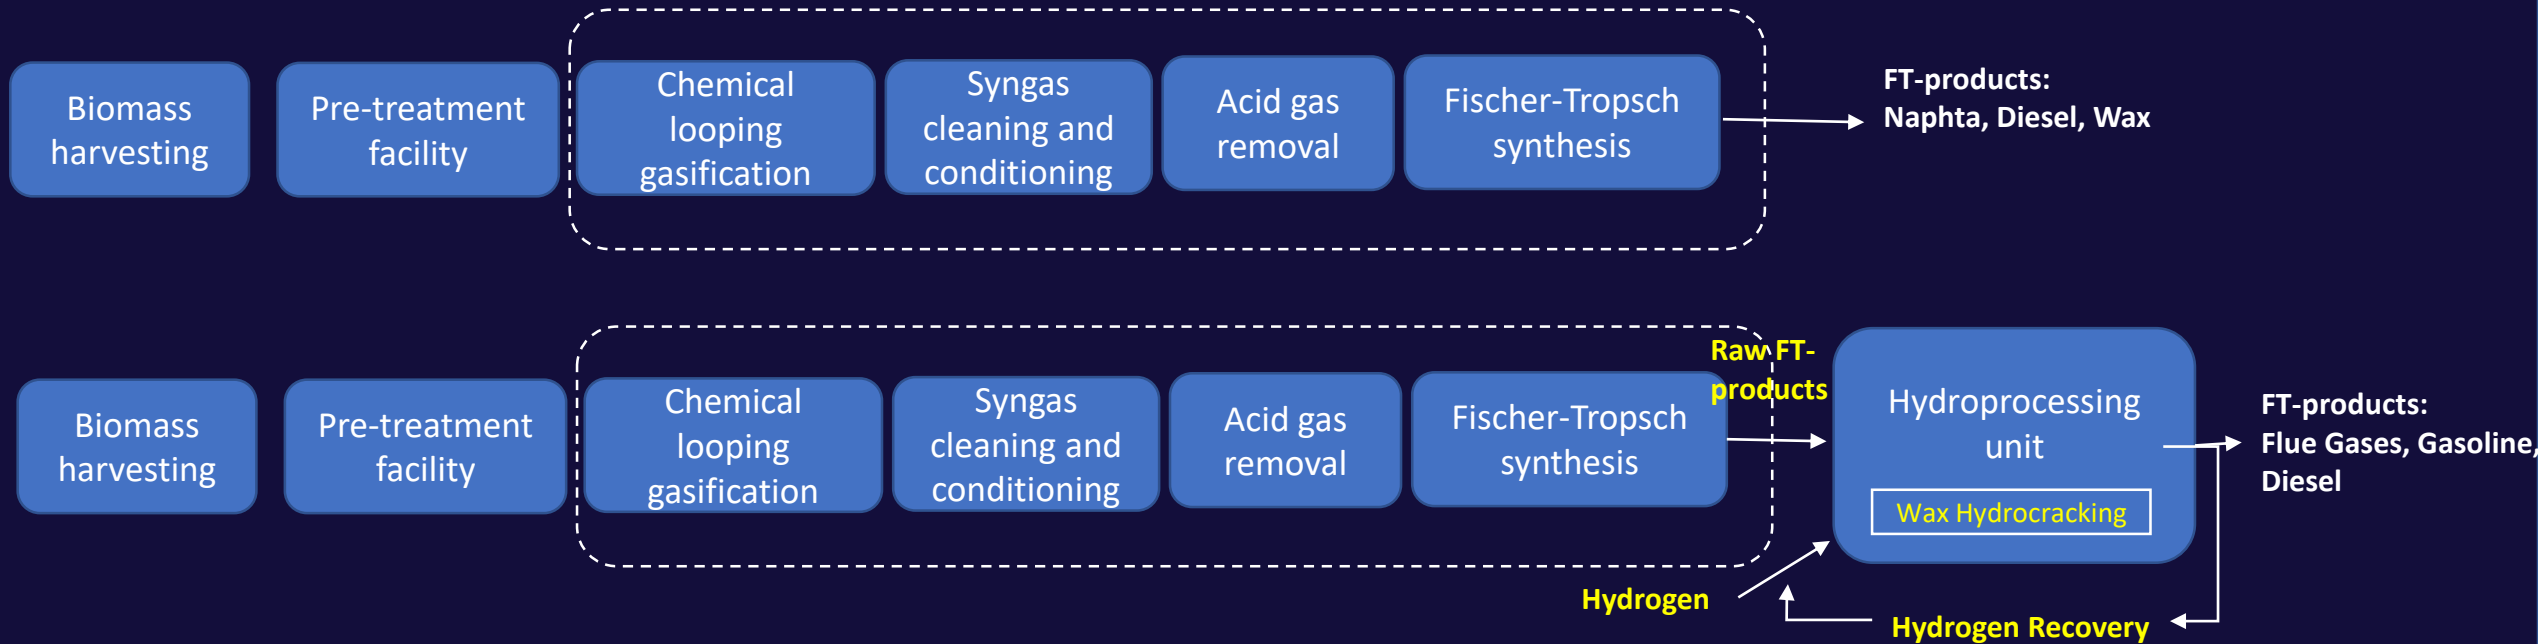 Biomass
harvesting
Pre-treatment
facility
Chemical
looping
gasification
Syngas
cleaning and
conditioning
Acid gas
removal
Fischer-Tropsch
synthesis
FT-products:
Naphta, Diesel, Wax
Biomass
harvesting
Pre-treatment
facility
Chemical
looping
gasification
Syngas
cleaning and
conditioning
Acid gas
removal
Fischer-Tropsch
synthesis
Raw FT-
products
Hydroprocessing
unit
Wax Hydrocracking
FT-products:
Flue Gases, Gasoline,
Diesel
Hydrogen
Hydrogen Recovery